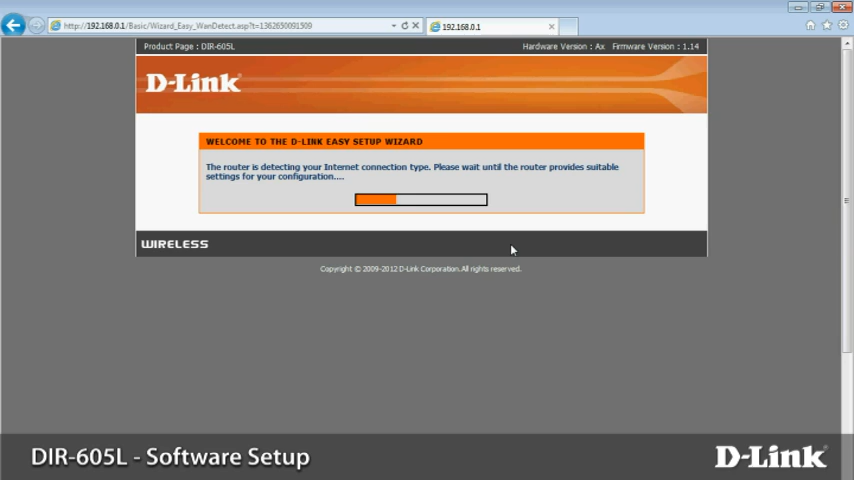 http://192.168.0.1/Basic/Wizard_Easy_WanDetect.asp?t=1362650091509
192.168.0.1
Product Page : DIR-605L
Hardware Version : Ax Firmware Version : 1.14
D-Link
WELCOME TO THE D-LINK EASY SETUP WIZARD
The router is detecting your Internet connection type. Please wait until the router provides suitable
settings for your configuration....
WIRELESS
Copyright © 2009-2012 D-Link Corporation.All rights reserved.
DIR-605L - Software Setup
D-Link